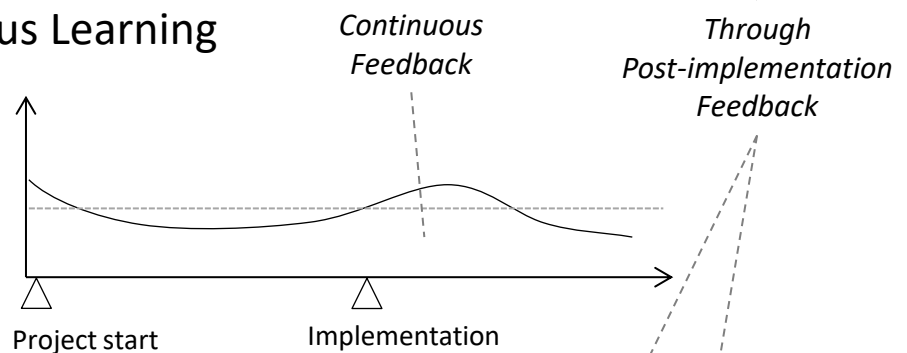 us Learning
Continuous
Feedback
Through
Post-implementation
Feedback
Project start
Implementation